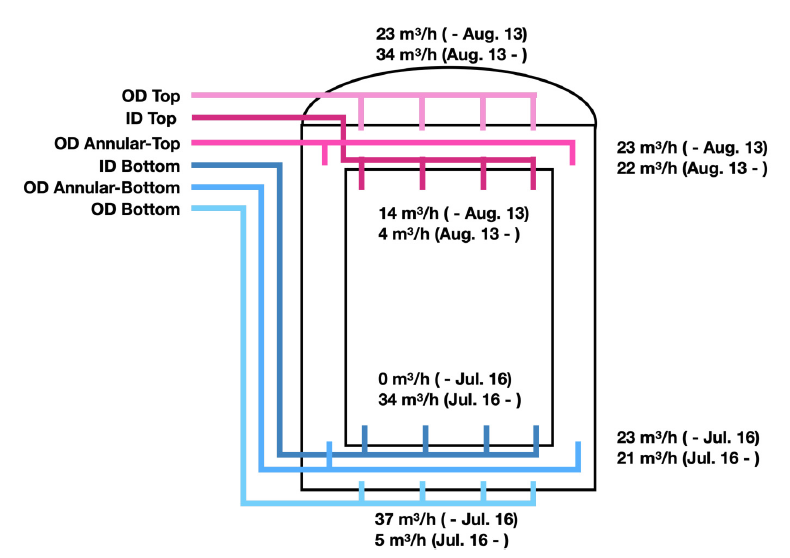 23 m³/h ( - Aug. 13)
34 m³/h (Aug. 13 - )
OD Top
ID Top
OD Annular-Top
ID Bottom
OD Annular-Bottom
OD Bottom
23 m³/h ( - Aug. 13)
22 m³/h (Aug. 13 - )
14 m³/h ( - Aug. 13)
4 m³/h (Aug. 13 - )
0 m³/h ( - Jul. 16)
34 m³/h (Jul. 16 - )
23 m³/h ( - Jul. 16)
21 m³/h (Jul. 16 - )
37 m³/h ( - Jul. 16)
5 m³/h (Jul. 16 - )